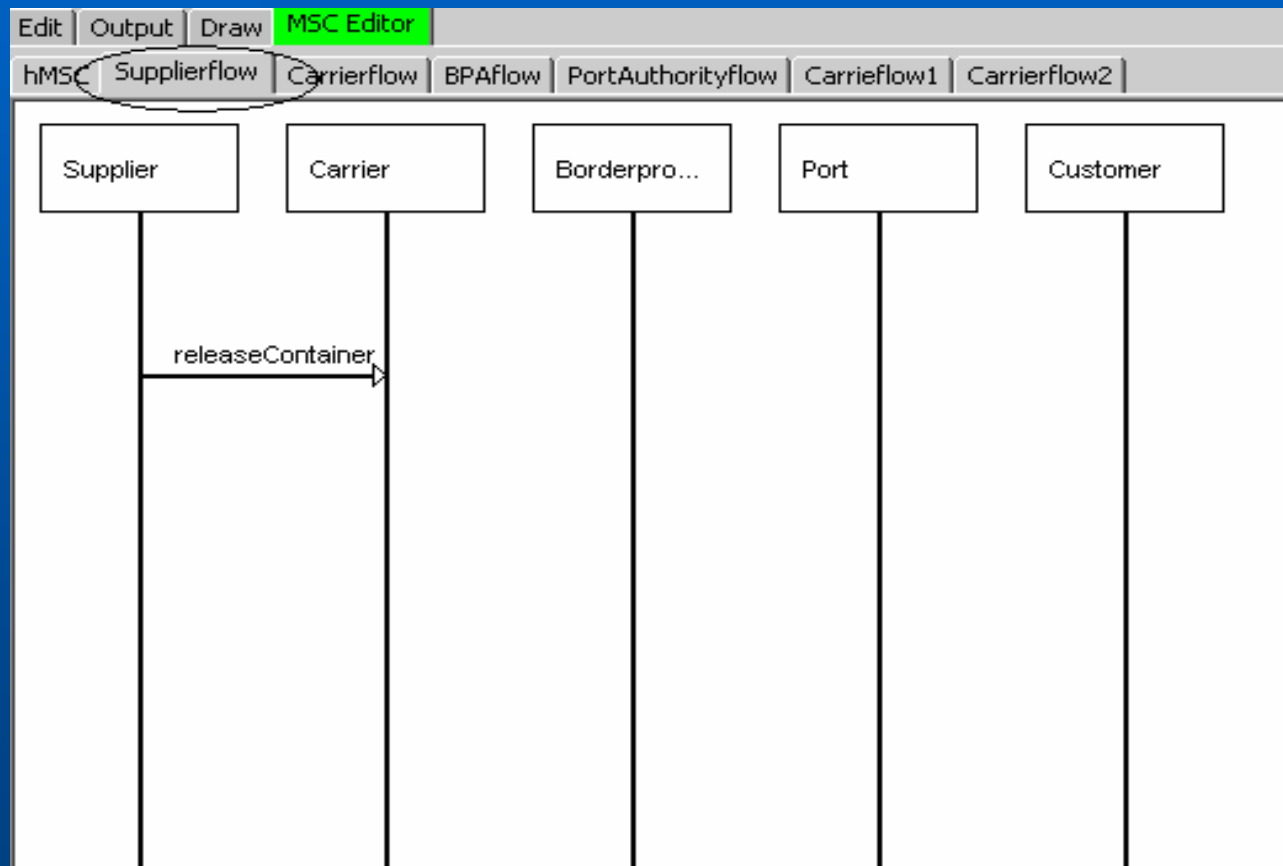 Edit Output Draw MSC Editor
hMSC Supplierflow Carrierflow BPAflow PortAuthorityflow Carrieflow1 Carrierflow2
Supplier Carrier Borderpro... Port Customer
releaseContainer